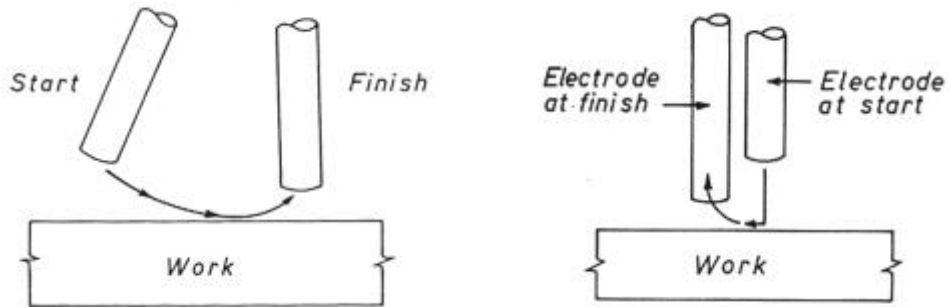 Start
Finish
Work
Electrode
at finish
Electrode
at start
Work